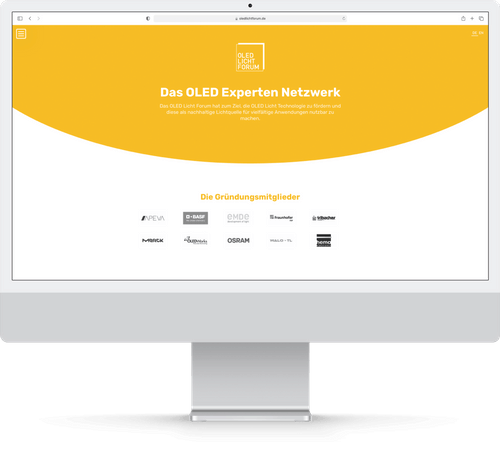 oledlichtforum.de
DE EN
OLED
LICHT
FORUM
Das OLED Experten Netzwerk
Das OLED Licht Forum hat zum Ziel, die OLED Licht Technologie zu fördern und
diese als nachhaltige Lichtquelle für vielfältige Anwendungen nutzbar zu
machen.
Die Gründungsmitglieder
APEVA
BASF
emde
Fraunhofer
irlbacher
MERCK
OLEDWorks
OSRAM
hema